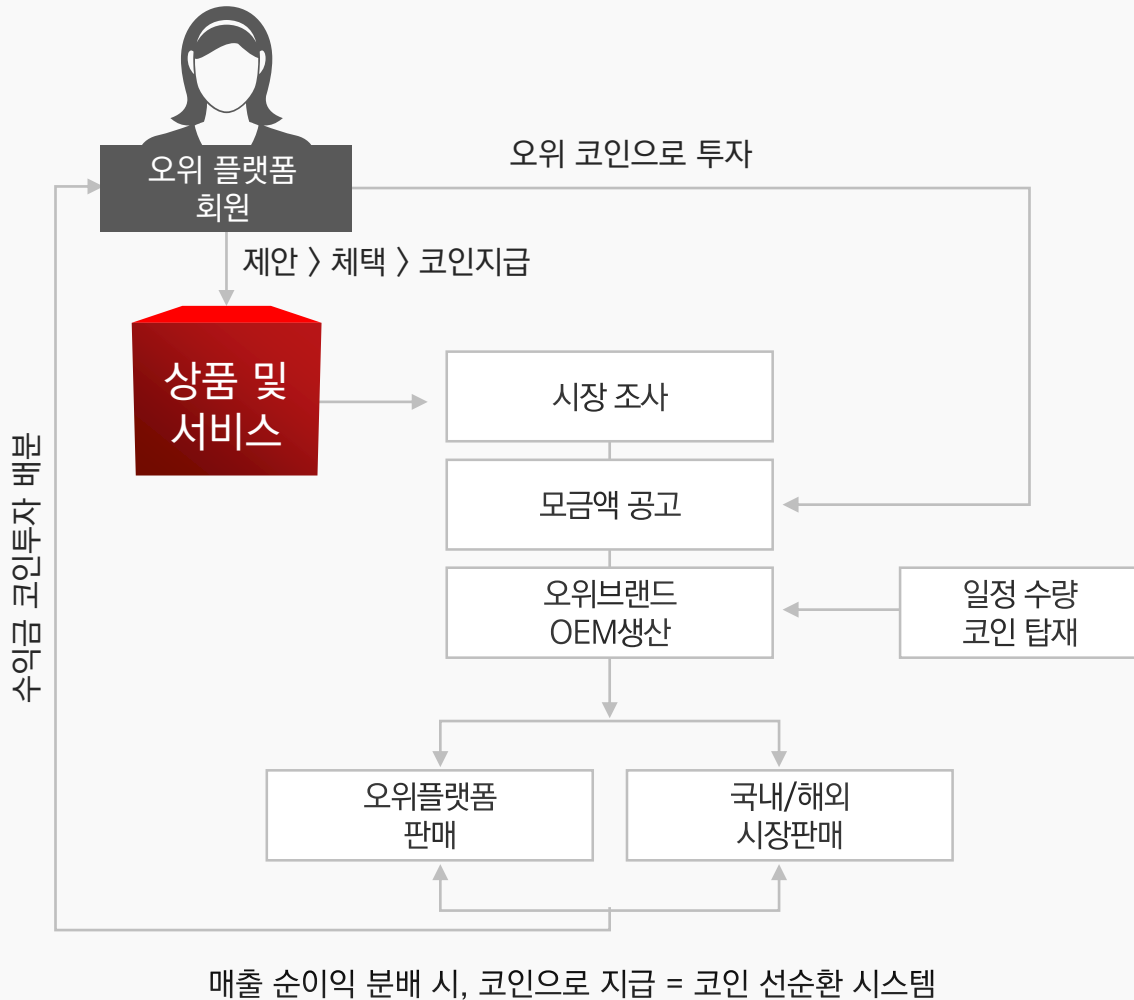 오위 플랫폼
회원
오위 코인으로 투자
제안 > 체택 > 코인지급
상품 및
서비스
시장 조사
모금액 공고
오위브랜드
OEM생산
일정 수량
코인 탑재
수익금 코인투자 배분
오위플랫폼
판매
국내/해외
시장판매
매출 순이익 분배 시, 코인으로 지급 = 코인 선순환 시스템